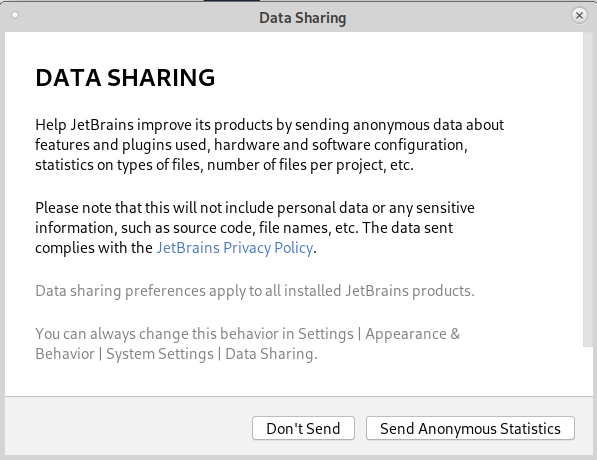 Data Sharing
DATA SHARING
Help JetBrains improve its products by sending anonymous data about
features and plugins used, hardware and software configuration,
statistics on types of files, number of files per project, etc.
Please note that this will not include personal data or any sensitive
information, such as source code, file names, etc. The data sent
complies with the JetBrains Privacy Policy.
Data sharing preferences apply to all installed JetBrains products.
You can always change this behavior in Settings | Appearance &
Behavior | System Settings | Data Sharing.
Don't Send
Send Anonymous Statistics